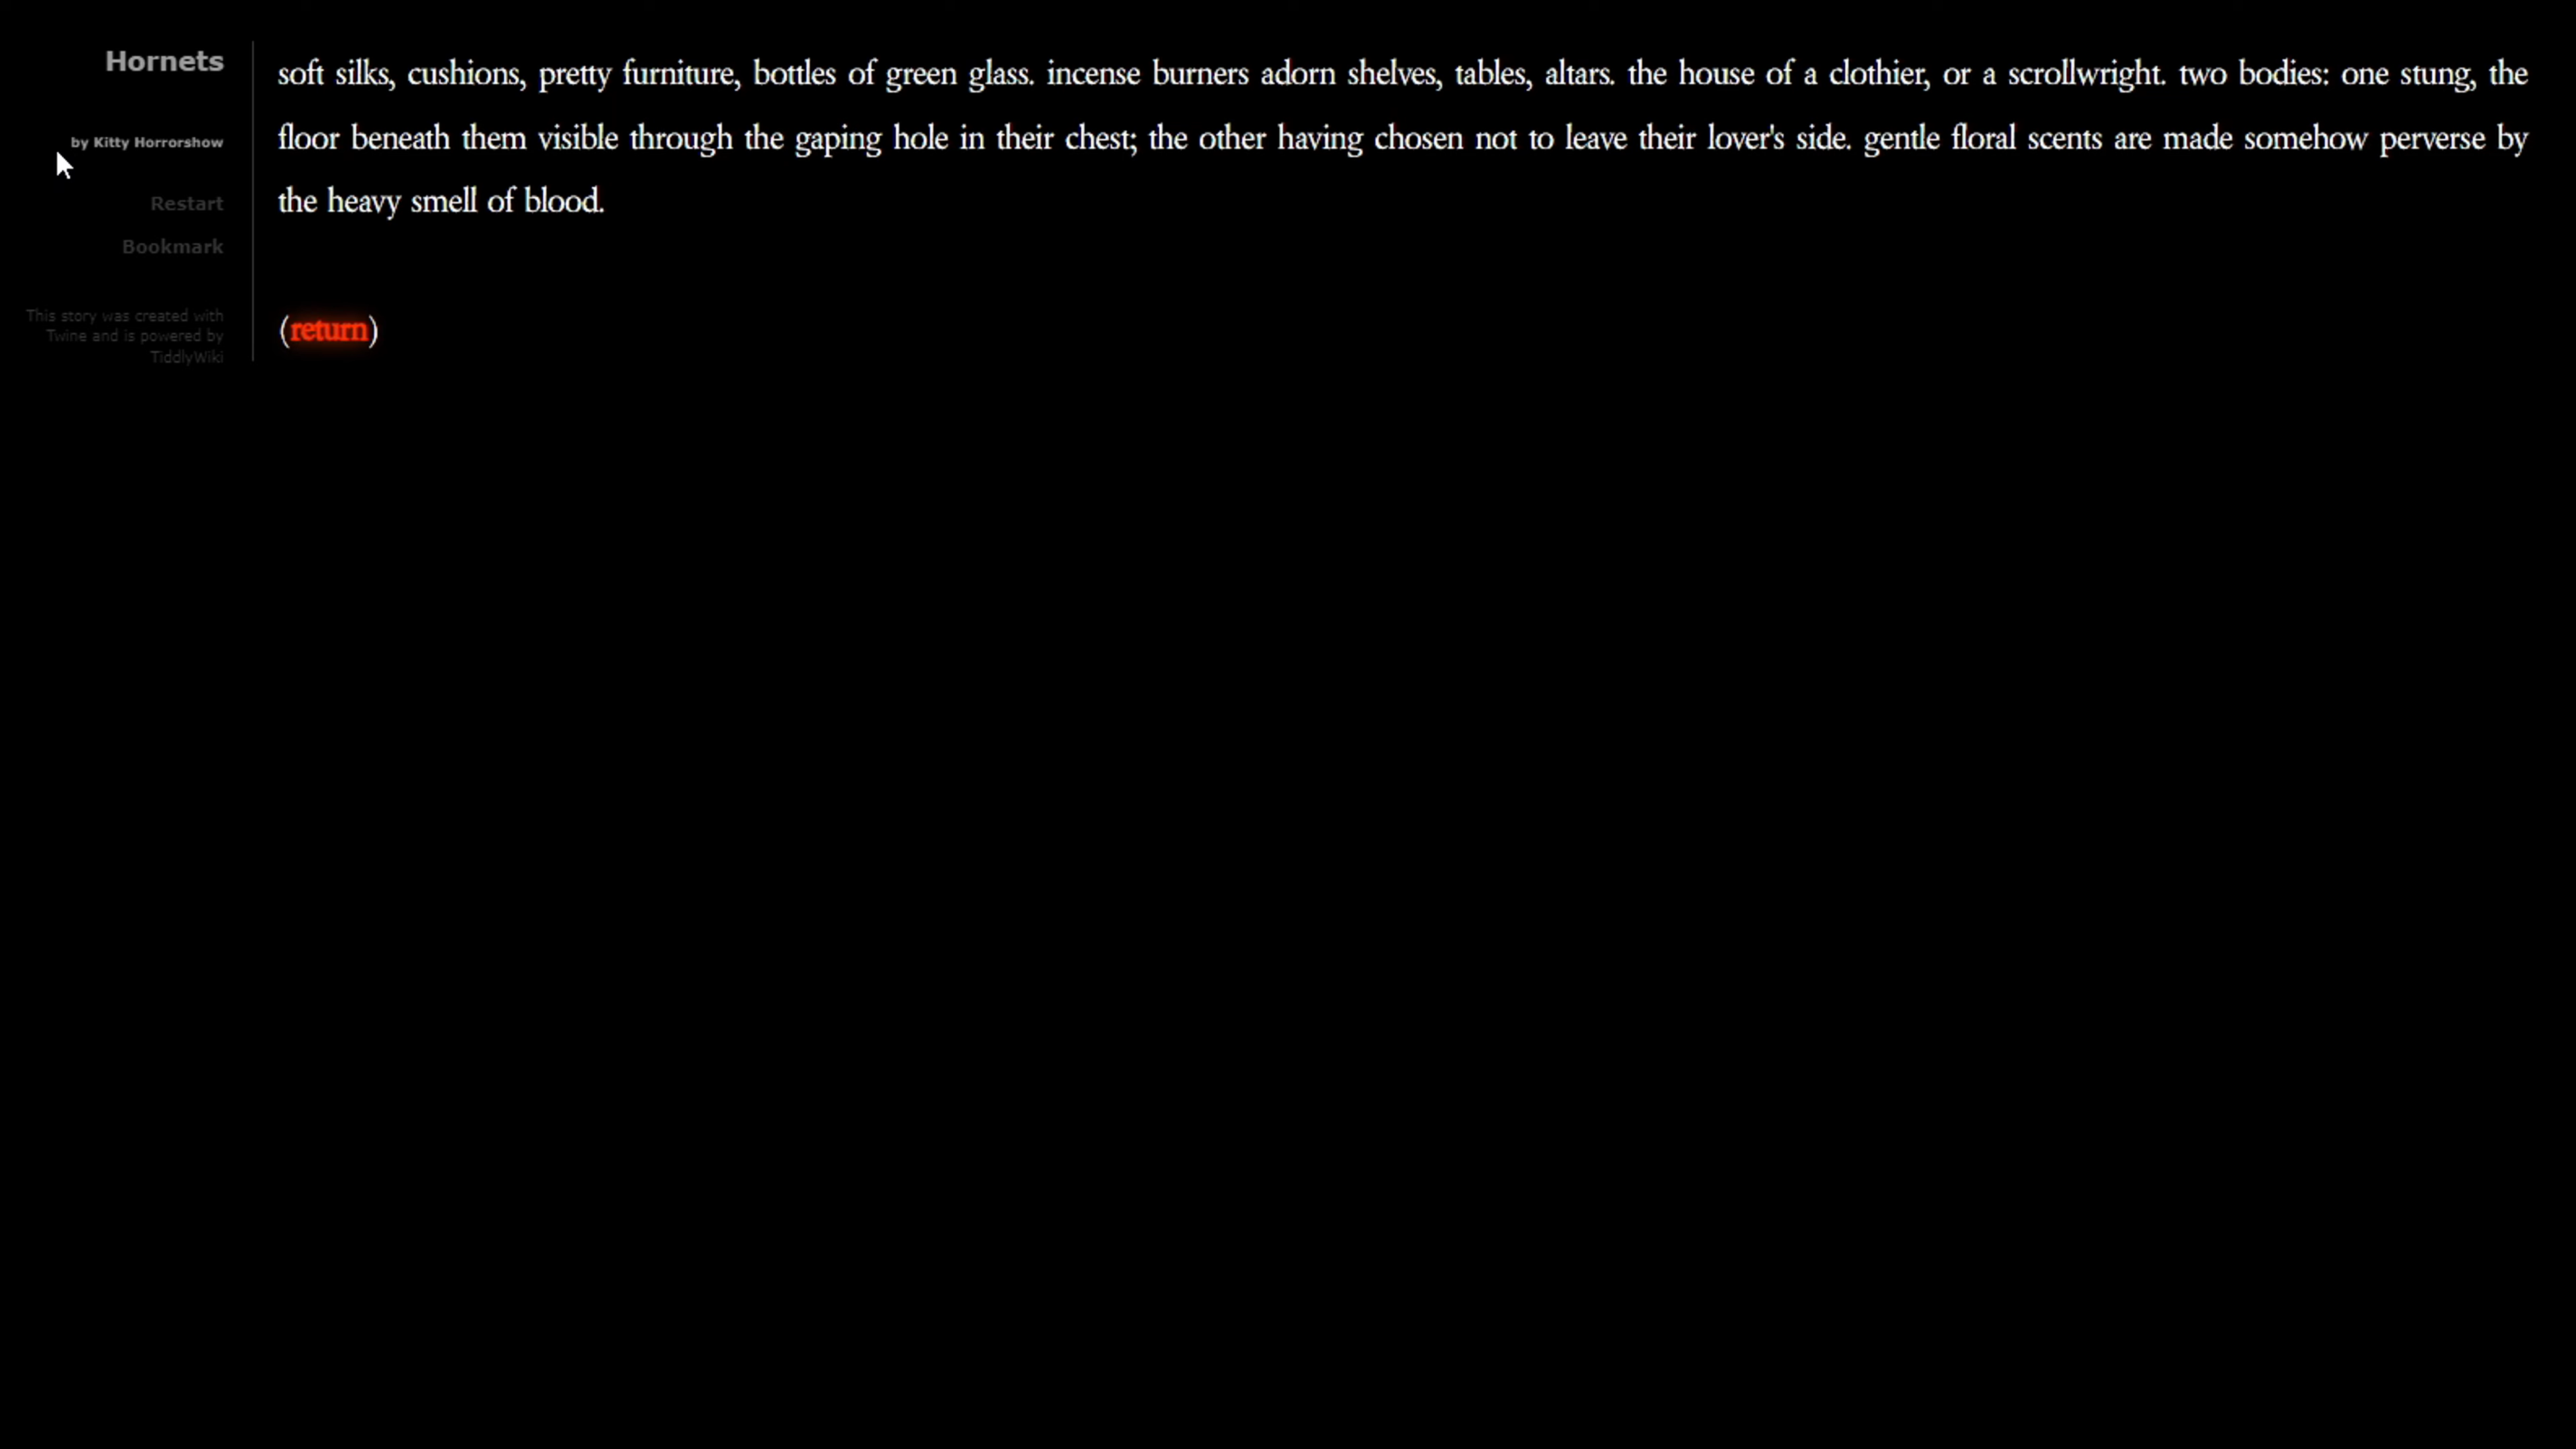 Hornets
by Kitty Horrorshow
Restart
Bookmark
This story was created with
Twine and is powered by
TiddlyWiki
soft silks, cushions, pretty furniture, bottles of green glass. incense burners adorn shelves, tables, altars. the house of a clothier, or a scrollwright. two bodies: one stung, the
floor beneath them visible through the gaping hole in their chest; the other having chosen not to leave their lover's side. gentle floral scents are made somehow perverse by
the heavy smell of blood.
(return)